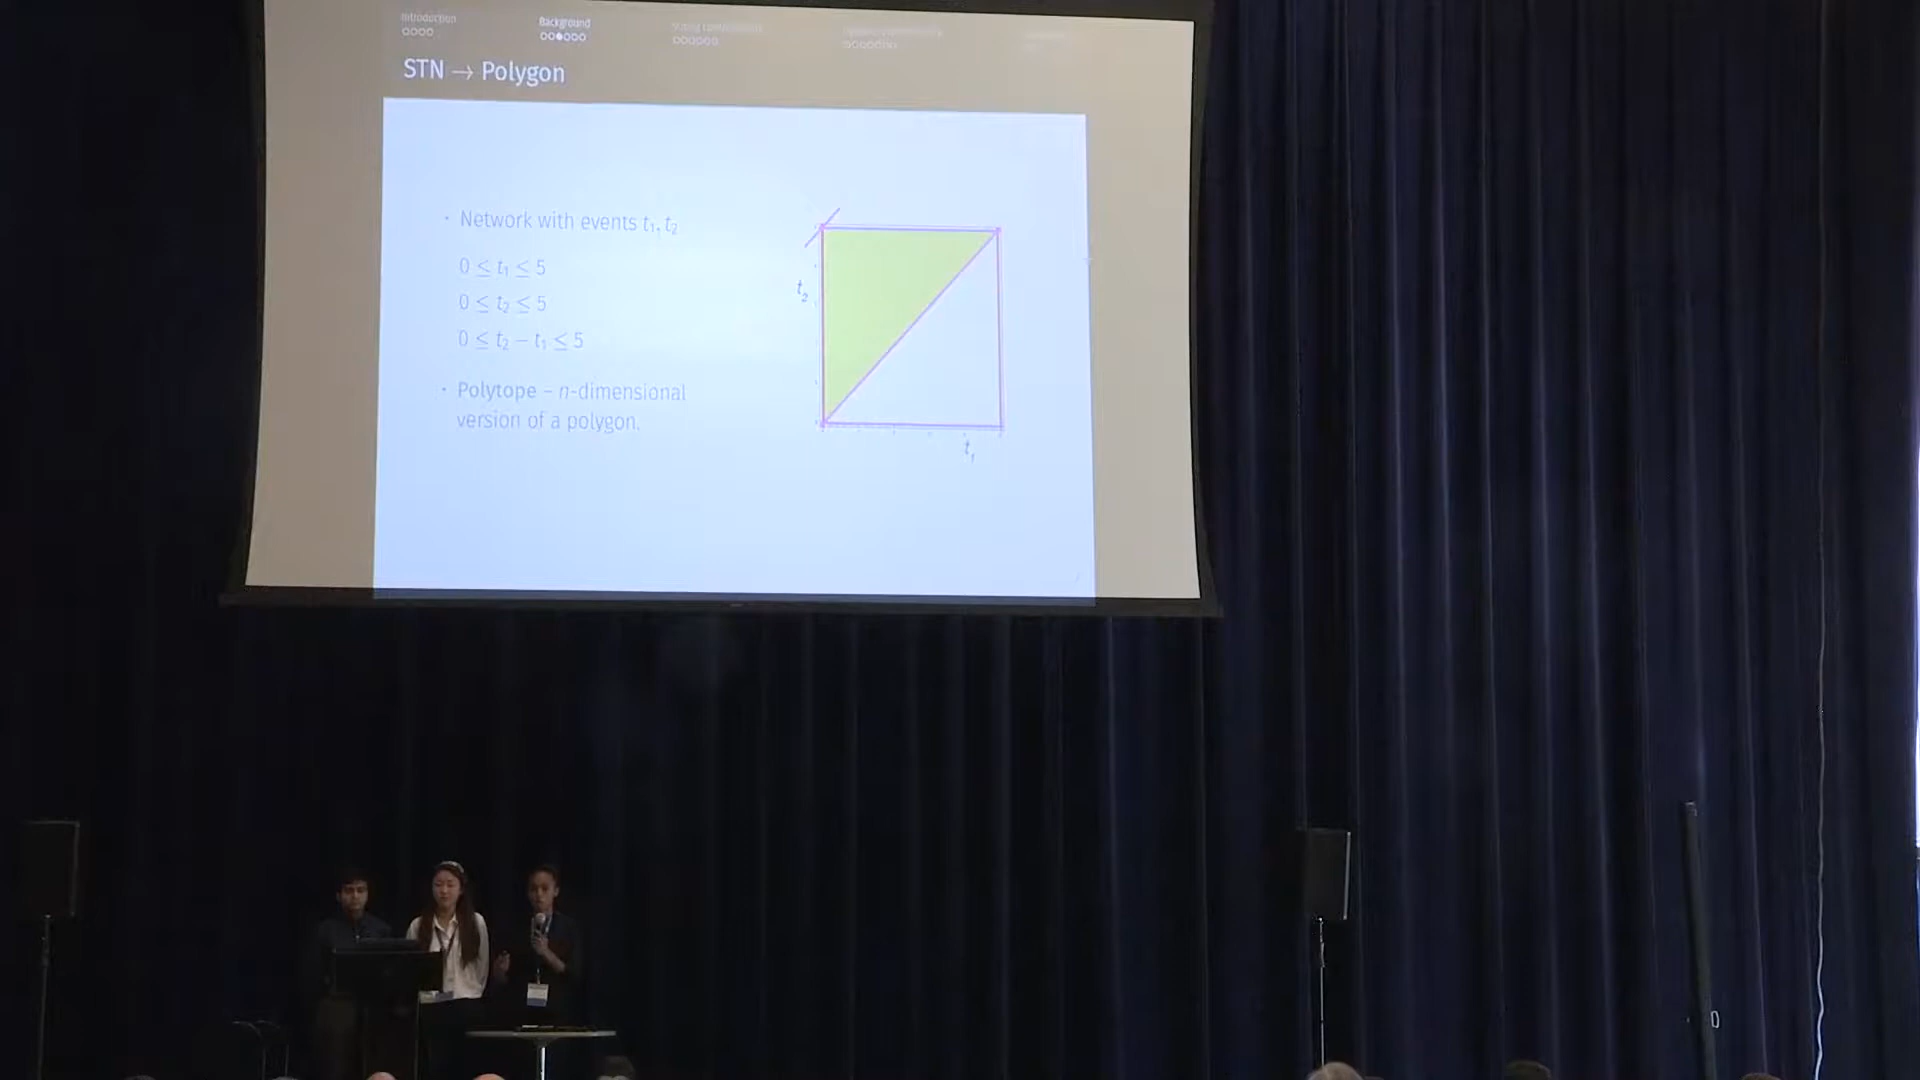 Introduction
Background
STN → Polygon
· Network with events t₁, t₂
0 ≤ t₁ ≤ 5
0 ≤ t₂ ≤ 5
0 ≤ t₂ − t₁ ≤ 5
· Polytope – n-dimensional
version of a polygon.
t₂
t₁